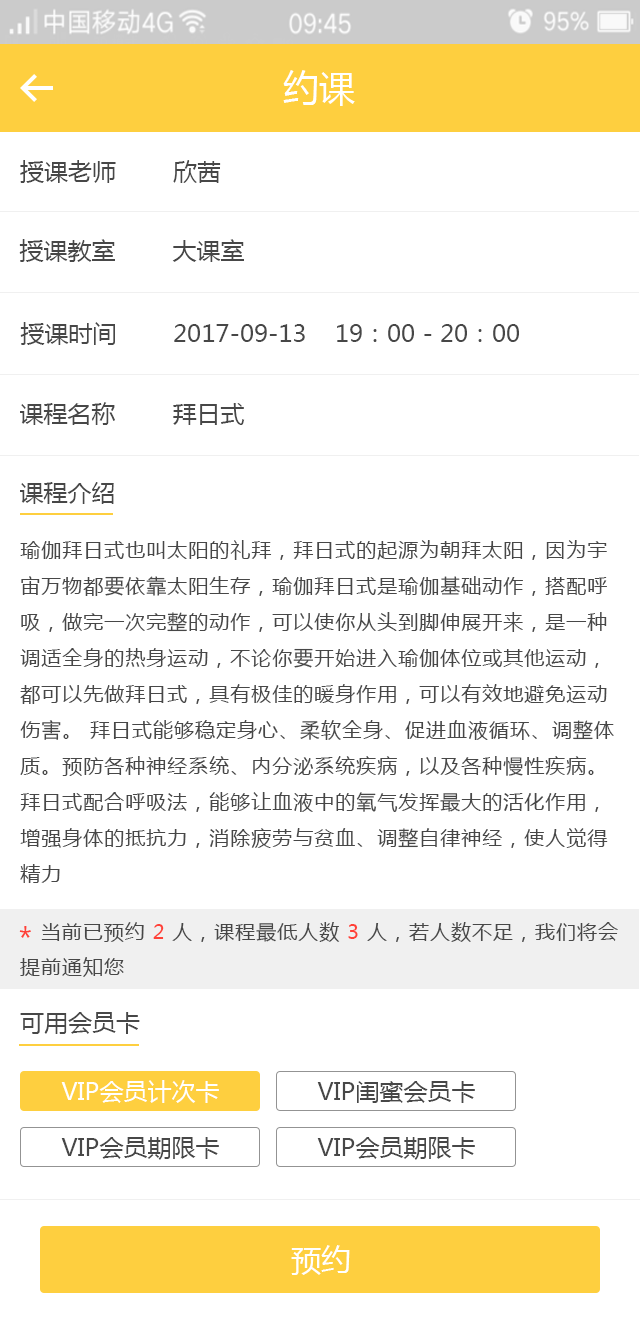 中国移动4G 09:45 95%
约课
授课老师 欣茜
授课教室 大课室
授课时间 2017-09-13 19：00 - 20：00
课程名称 拜日式
课程介绍
瑜伽拜日式也叫太阳的礼拜，拜日式的起源为朝拜太阳，因为宇
宙万物都要依靠太阳生存，瑜伽拜日式是瑜伽基础动作，搭配呼
吸，做完一次完整的动作，可以使你从头到脚伸展开来，是一种
调适全身的热身运动，不论你要开始进入瑜伽体位或其他运动，
都可以先做拜日式，具有极佳的暖身作用，可以有效地避免运动
伤害。 拜日式能够稳定身心、柔软全身、促进血液循环、调整体
质。预防各种神经系统、内分泌系统疾病，以及各种慢性疾病。
拜日式配合呼吸法，能够让血液中的氧气发挥最大的活化作用，
增强身体的抵抗力，消除疲劳与贫血、调整自律神经，使人觉得
精力
* 当前已预约 2 人，课程最低人数 3 人，若人数不足，我们将会
提前通知您
可用会员卡
VIP会员计次卡 VIP闺蜜会员卡
VIP会员期限卡 VIP会员期限卡
预约